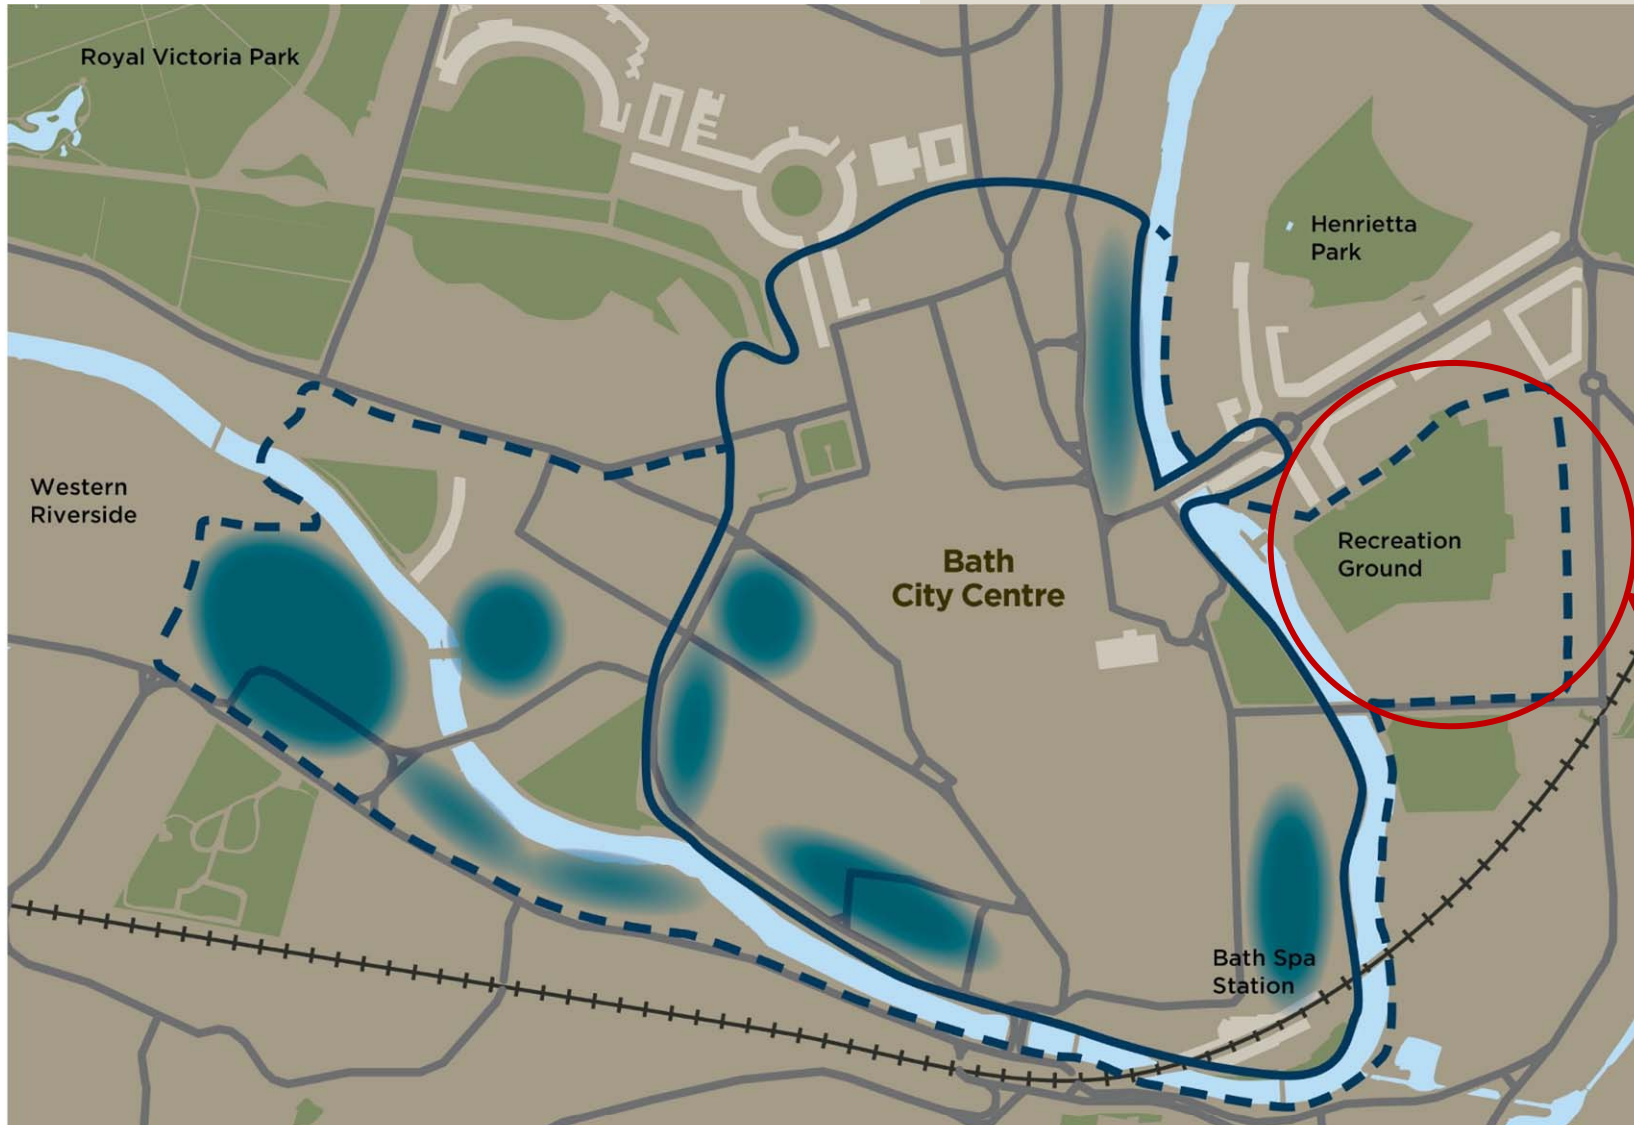 Royal Victoria Park
Henrietta
Park
Western
Riverside
Bath
City Centre
Recreation
Ground
Bath Spa
Station